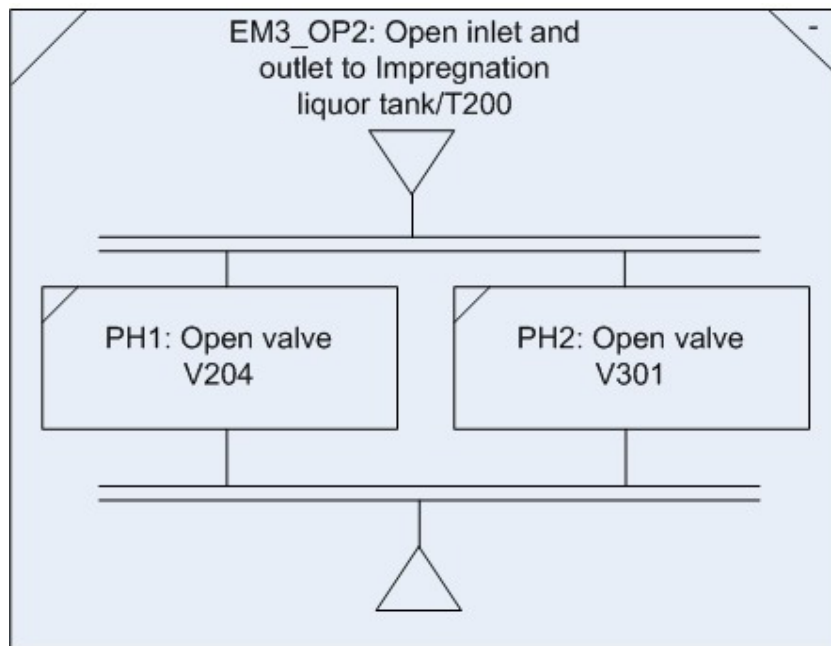 EM3_OP2: Open inlet and
outlet to Impregnation
liquor tank/T200
-
PH1: Open valve
V204
PH2: Open valve
V301